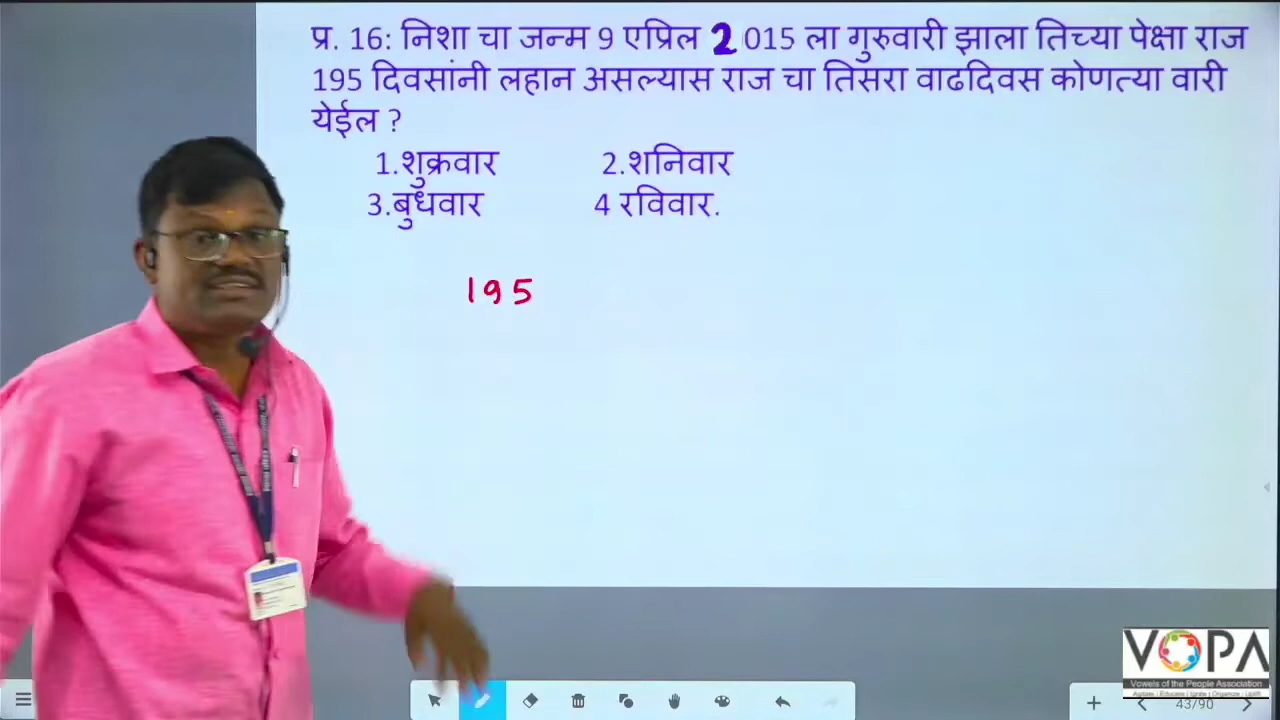 प्र. 16: निशा चा जन्म 9 एप्रिल 2015 ला गुरुवारी झाला तिच्या पेक्षा राज
195 दिवसांनी लहान असल्यास राज चा तिसरा वाढदिवस कोणत्या वारी
येईल ?
1.शुक्रवार 2.शनिवार
3.बुधवार 4 रविवार.
195
VOPA
Vowels of the People Association
43/90